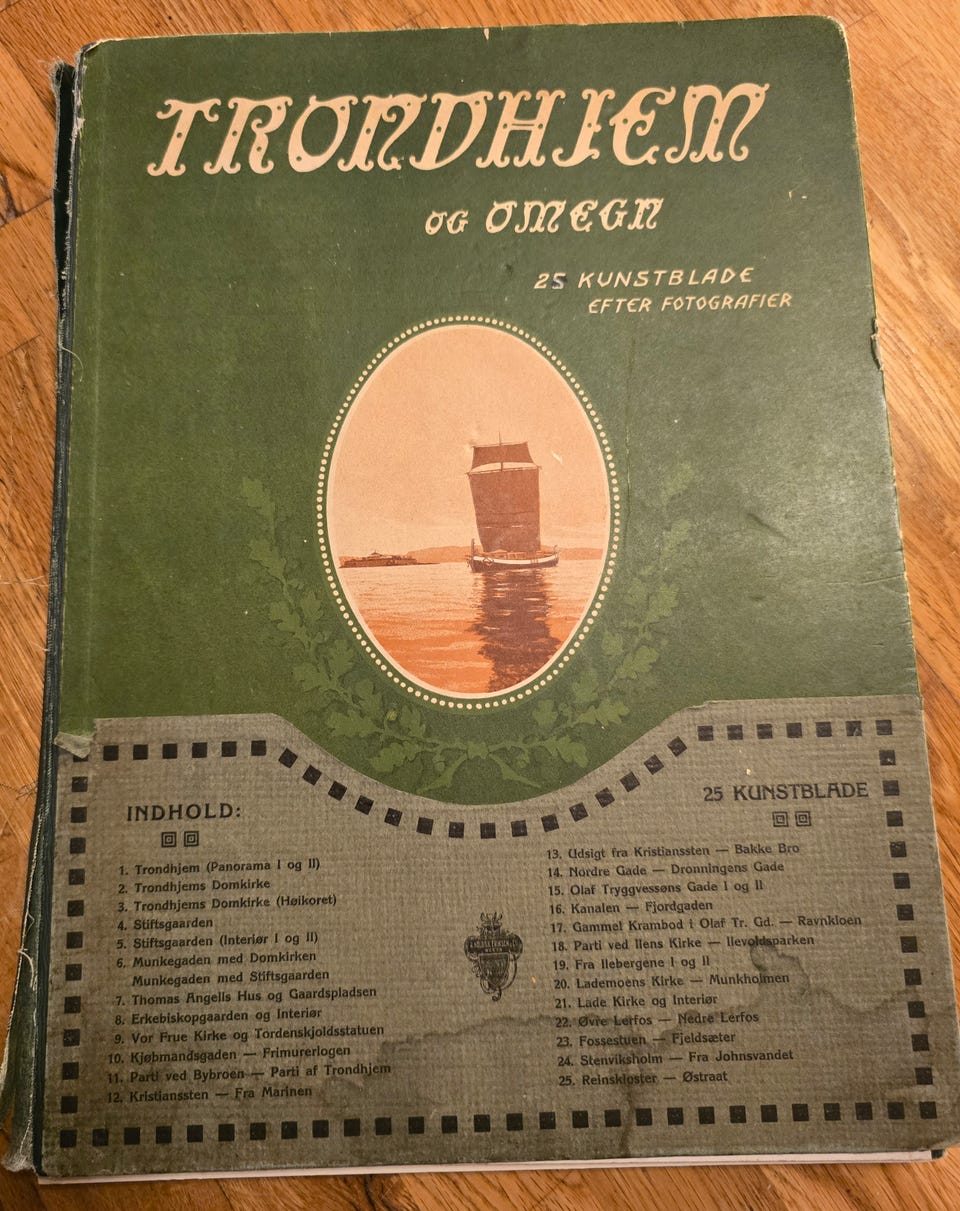 TRONDHJEM
OG OMEGN
25 KUNSTBLADE
EFTER FOTOGRAFIER
INDHOLD:
1. Trondhjem (Panorama I og II)
2. Trondhjems Domkirke
3. Trondhjems Domkirke (Høikoret)
4. Stiftsgaarden
5. Stiftsgaarden (Interiør I og II)
6. Munkegaden med Domkirken
Munkegaden med Stiftsgaarden
7. Thomas Angells Hus og Gaardspladsen
8. Erkebiskopgaarden og Interiør
9. Vor Frue Kirke og Tordenskjoldsstatuen
10. Kjøbmandsgaden — Frimurerlogen
11. Parti ved Bybroen — Parti af Trondhjem
12. Kristianssten — Fra Marinen
25 KUNSTBLADE
13. Udsigt fra Kristianssten — Bakke Bro
14. Nordre Gade — Dronningens Gade
15. Olaf Tryggvessøns Gade I og II
16. Kanalen — Fjordgaden
17. Gammel Krambod i Olaf Tr. Gd. — Ravnkloen
18. Parti ved Ilens Kirke — Ilevoldsparken
19. Fra Ilebergene I og II
20. Lademoens Kirke — Munkholmen
21. Lade Kirke og Interiør
22. Øvre Lerfos — Nedre Lerfos
23. Fossestuen — Fjeldsæter
24. Stenviksholm — Fra Johnsvandet
25. Reinskloster — Østraat